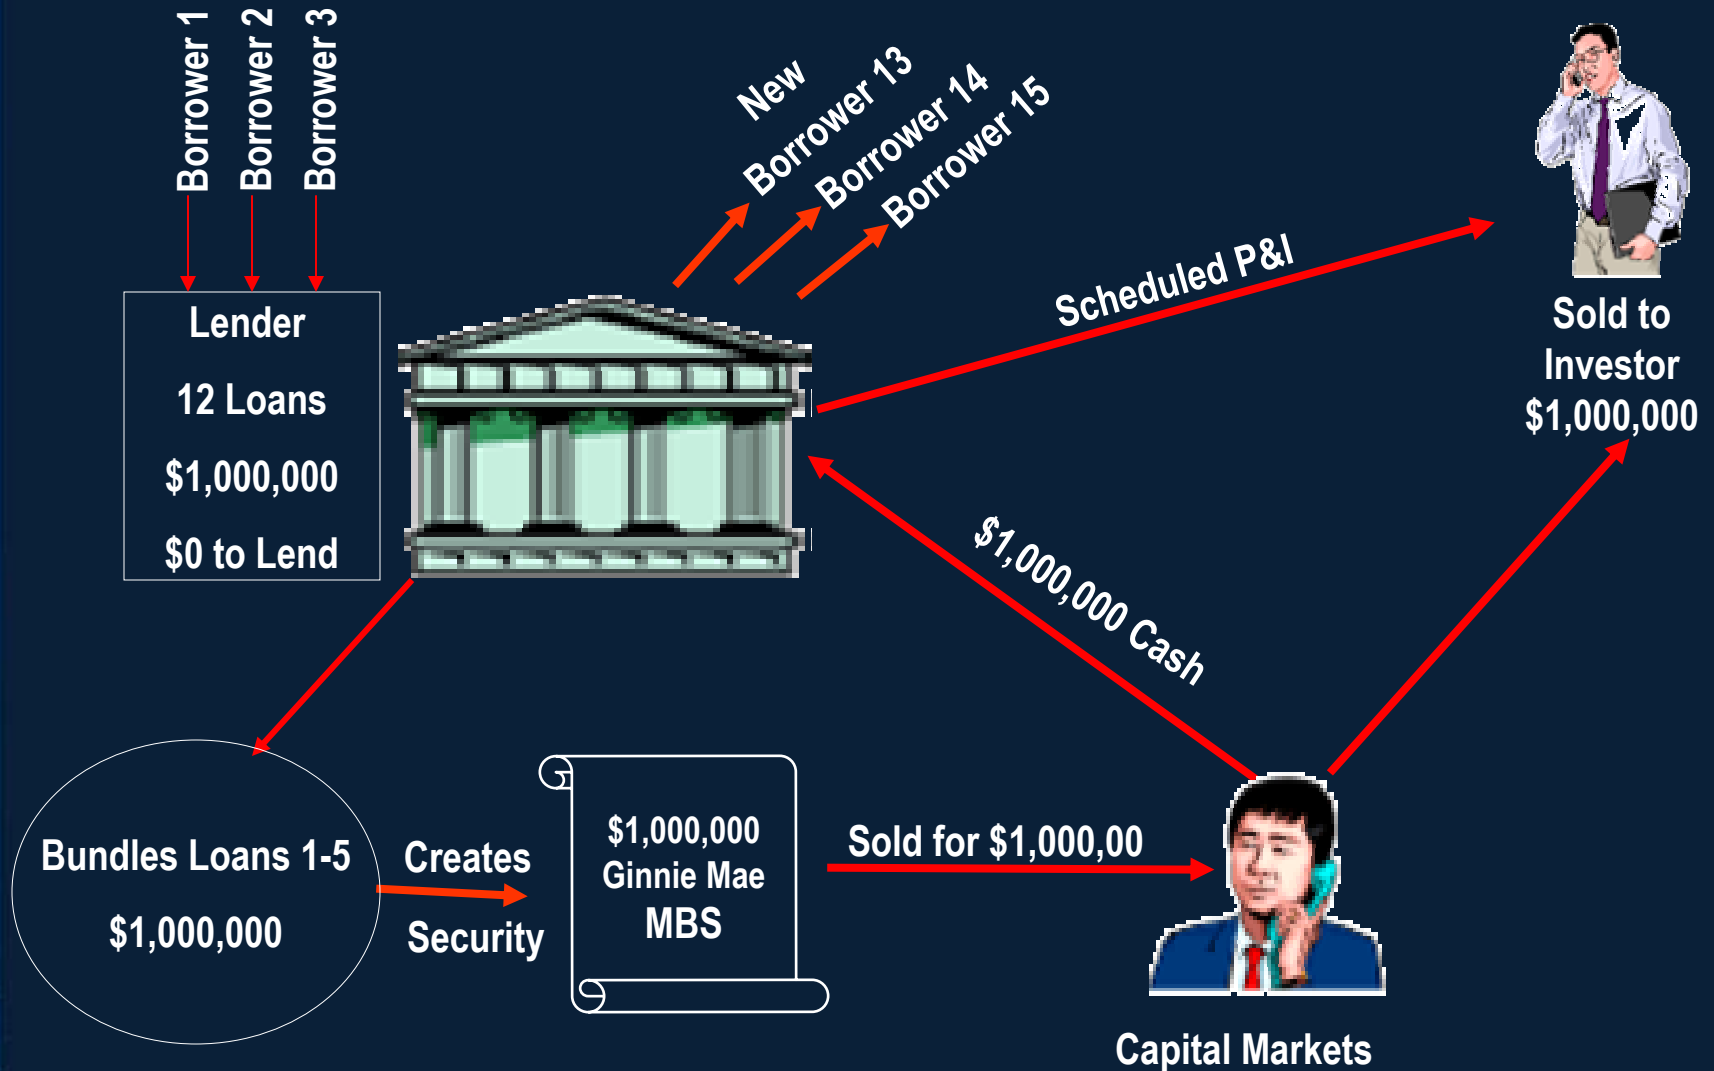 Borrower 1
Borrower 2
Borrower 3
New
Borrower 13
Borrower 14
Borrower 15
Lender
12 Loans
$1,000,000
$0 to Lend
Scheduled P&I
Sold to
Investor
$1,000,000
$1,000,000 Cash
Bundles Loans 1-5
$1,000,000
Creates
Security
$1,000,000
Ginnie Mae
MBS
Sold for $1,000,00
Capital Markets